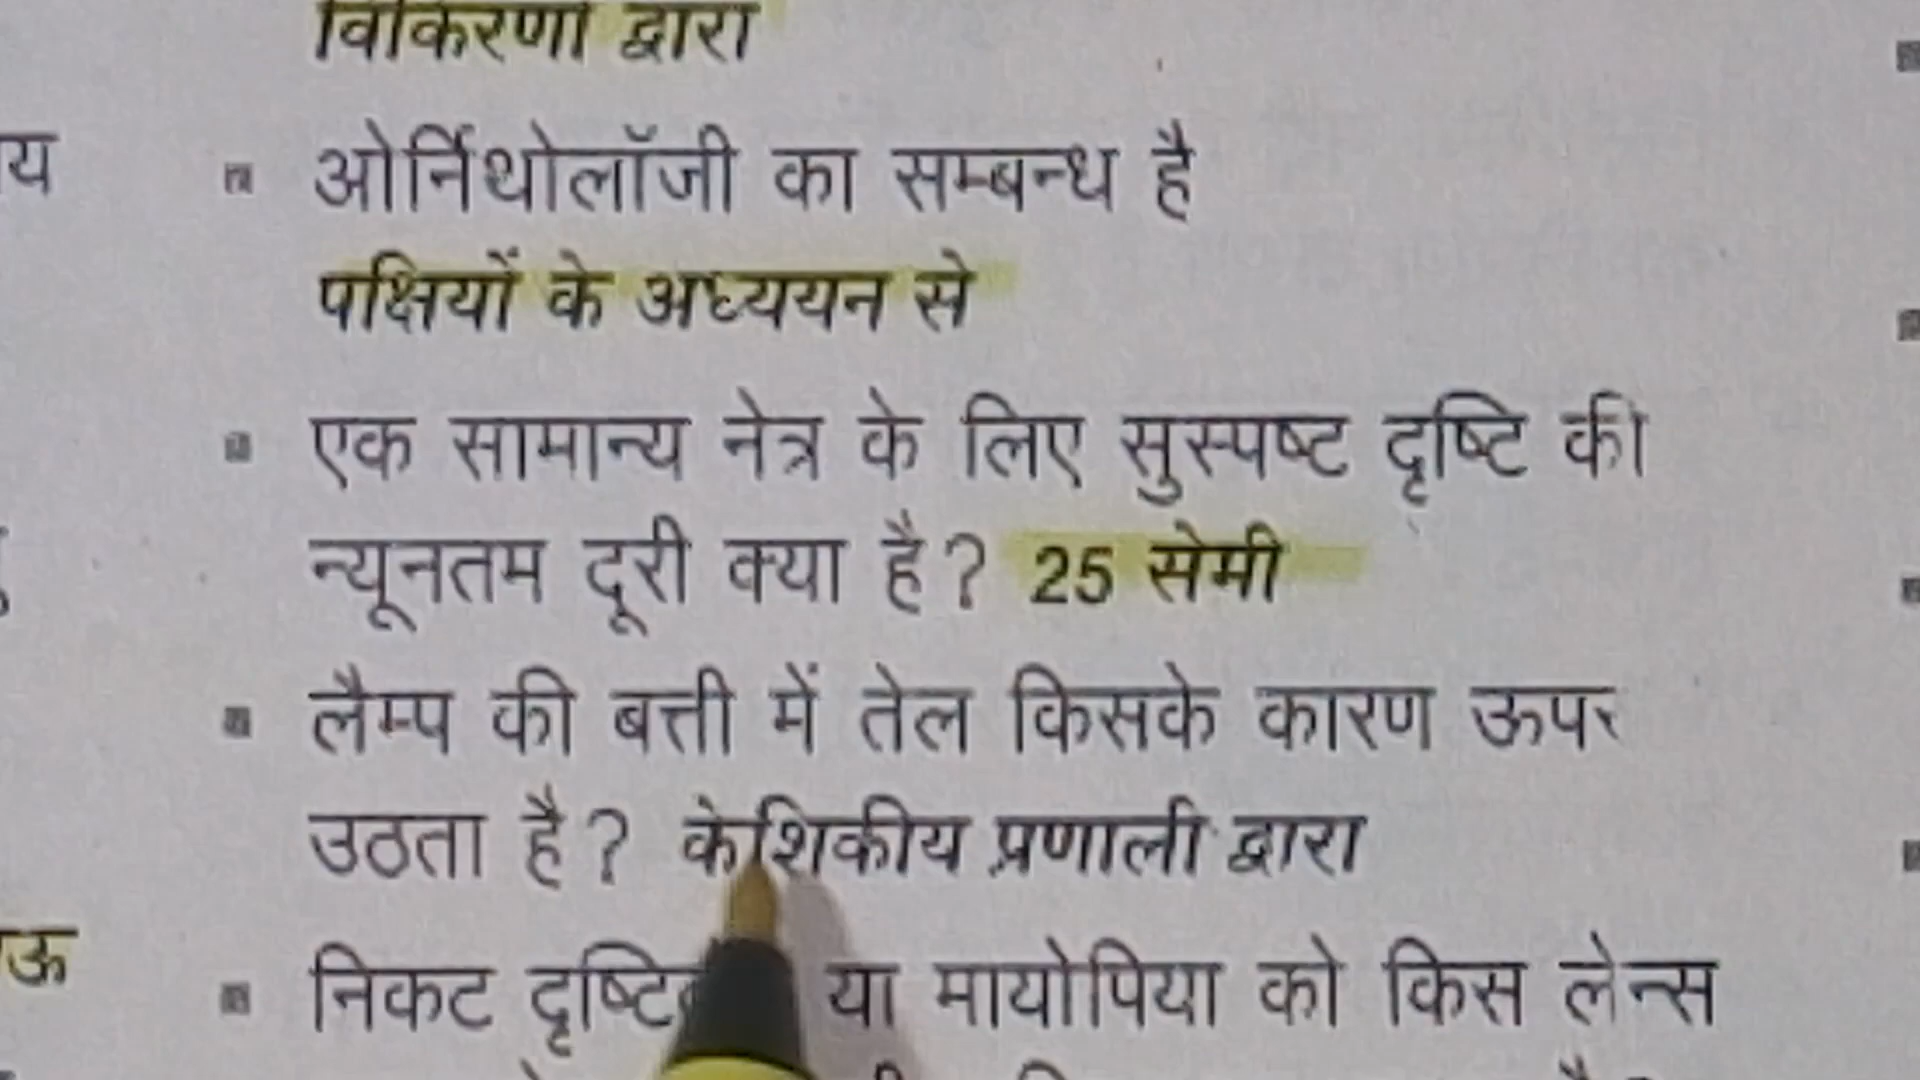 विकिरणों द्वारा
ओर्निथोलॉजी का सम्बन्ध है
पक्षियों के अध्ययन से
एक सामान्य नेत्र के लिए सुस्पष्ट दृष्टि की
न्यूनतम दूरी क्या है? 25 सेमी
लैम्प की बत्ती में तेल किसके कारण ऊपर
उठता है? केशिकीय प्रणाली द्वारा
निकट या मायोपिया को किस लेन्स